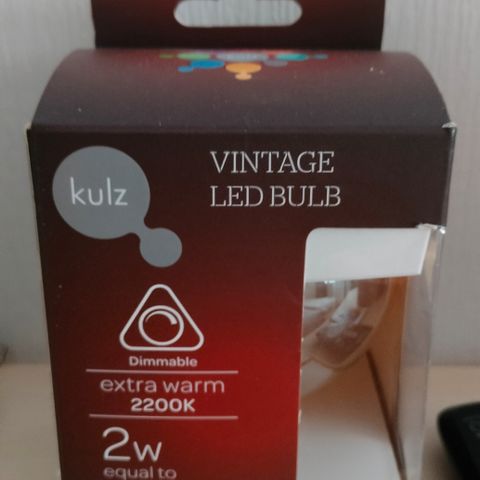 kulz
VINTAGE
LED BULB
Dimmable
extra warm
2200K
2w
equal to